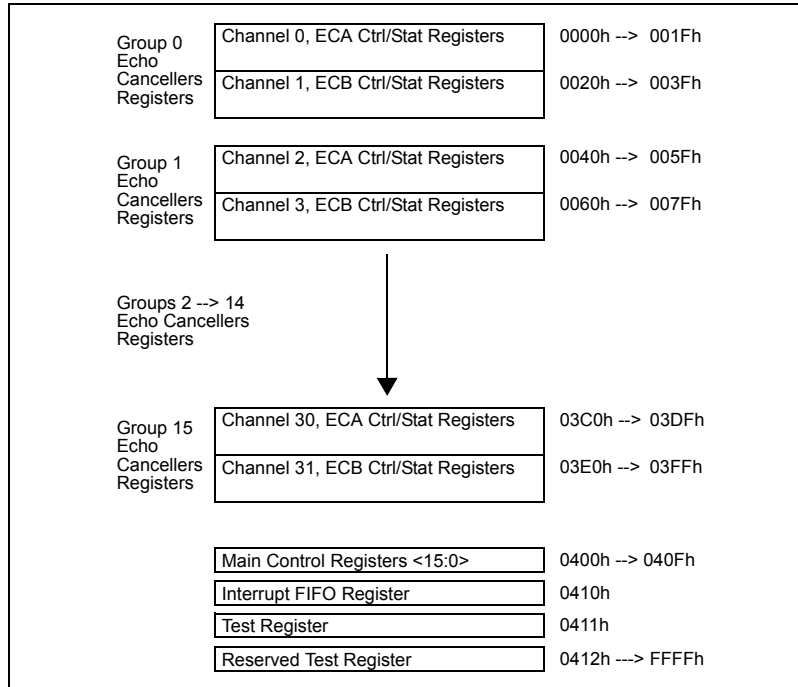 Group 0
Echo
Cancellers
Registers
Channel 0, ECA Ctrl/Stat Registers
0000h --> 001Fh
Channel 1, ECB Ctrl/Stat Registers
0020h --> 003Fh
Group 1
Echo
Cancellers
Registers
Channel 2, ECA Ctrl/Stat Registers
0040h --> 005Fh
Channel 3, ECB Ctrl/Stat Registers
0060h --> 007Fh
Groups 2 --> 14
Echo Cancellers
Registers
Group 15
Echo
Cancellers
Registers
Channel 30, ECA Ctrl/Stat Registers
03C0h --> 03DFh
Channel 31, ECB Ctrl/Stat Registers
03E0h --> 03FFh
Main Control Registers <15:0>
0400h --> 040Fh
Interrupt FIFO Register
0410h
Test Register
0411h
Reserved Test Register
0412h ---> FFFFh